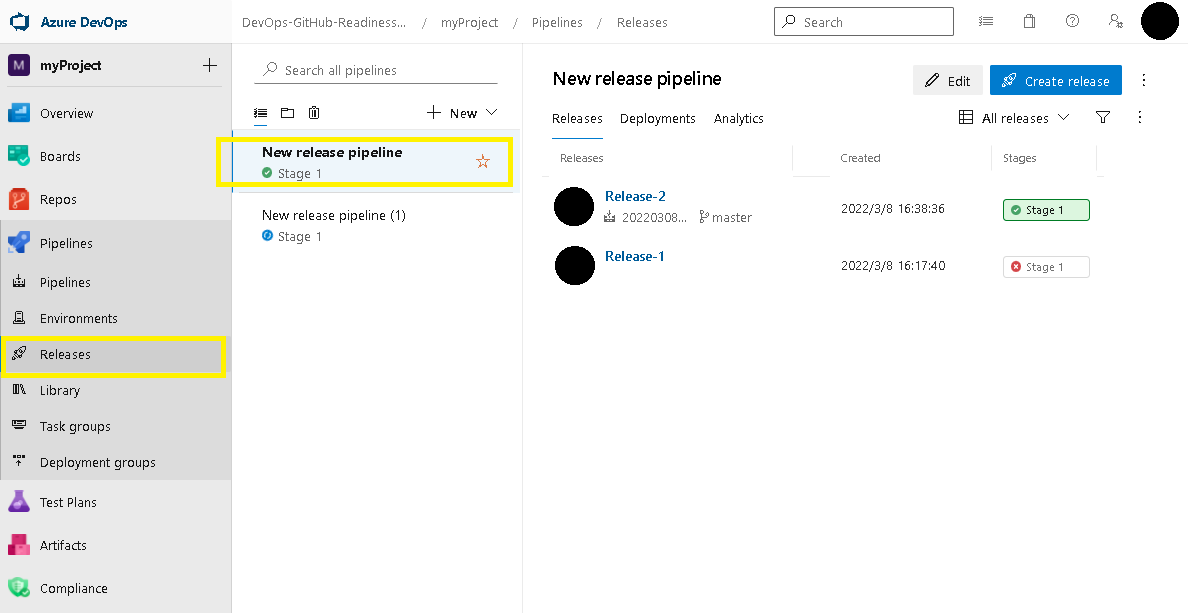 Azure DevOps
DevOps-GitHub-Readiness... / myProject / Pipelines / Releases
Search
M myProject
Overview
Boards
Repos
Pipelines
Pipelines
Environments
Releases
Library
Task groups
Deployment groups
Test Plans
Artifacts
Compliance
Search all pipelines
New
New release pipeline
Stage 1
New release pipeline (1)
Stage 1
New release pipeline
Edit
Create release
Releases Deployments Analytics
All releases
Releases Created Stages
Release-2
20220308... master
2022/3/8 16:38:36
Stage 1
Release-1
2022/3/8 16:17:40
Stage 1